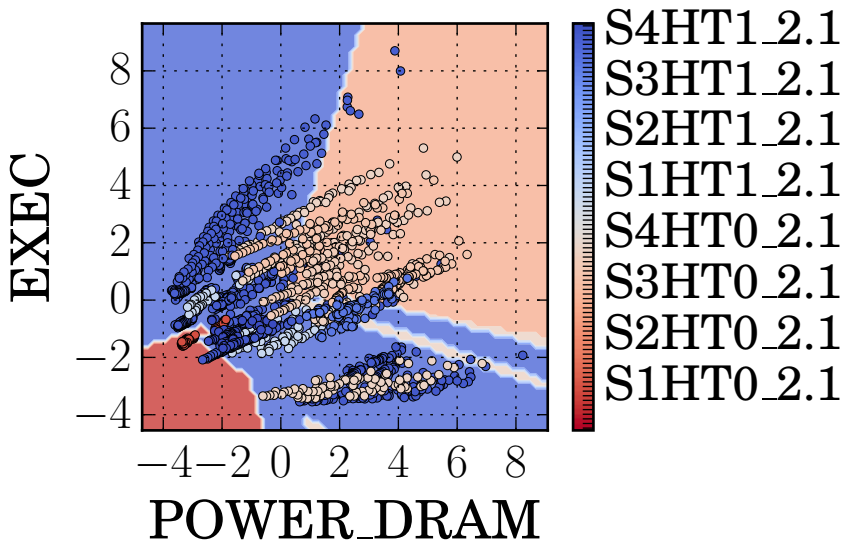 EXEC
8
6
4
2
0
−2
−4
−4 −2 0 2 4 6 8
POWER_DRAM
S4HT1_2.1
S3HT1_2.1
S2HT1_2.1
S1HT1_2.1
S4HT0_2.1
S3HT0_2.1
S2HT0_2.1
S1HT0_2.1